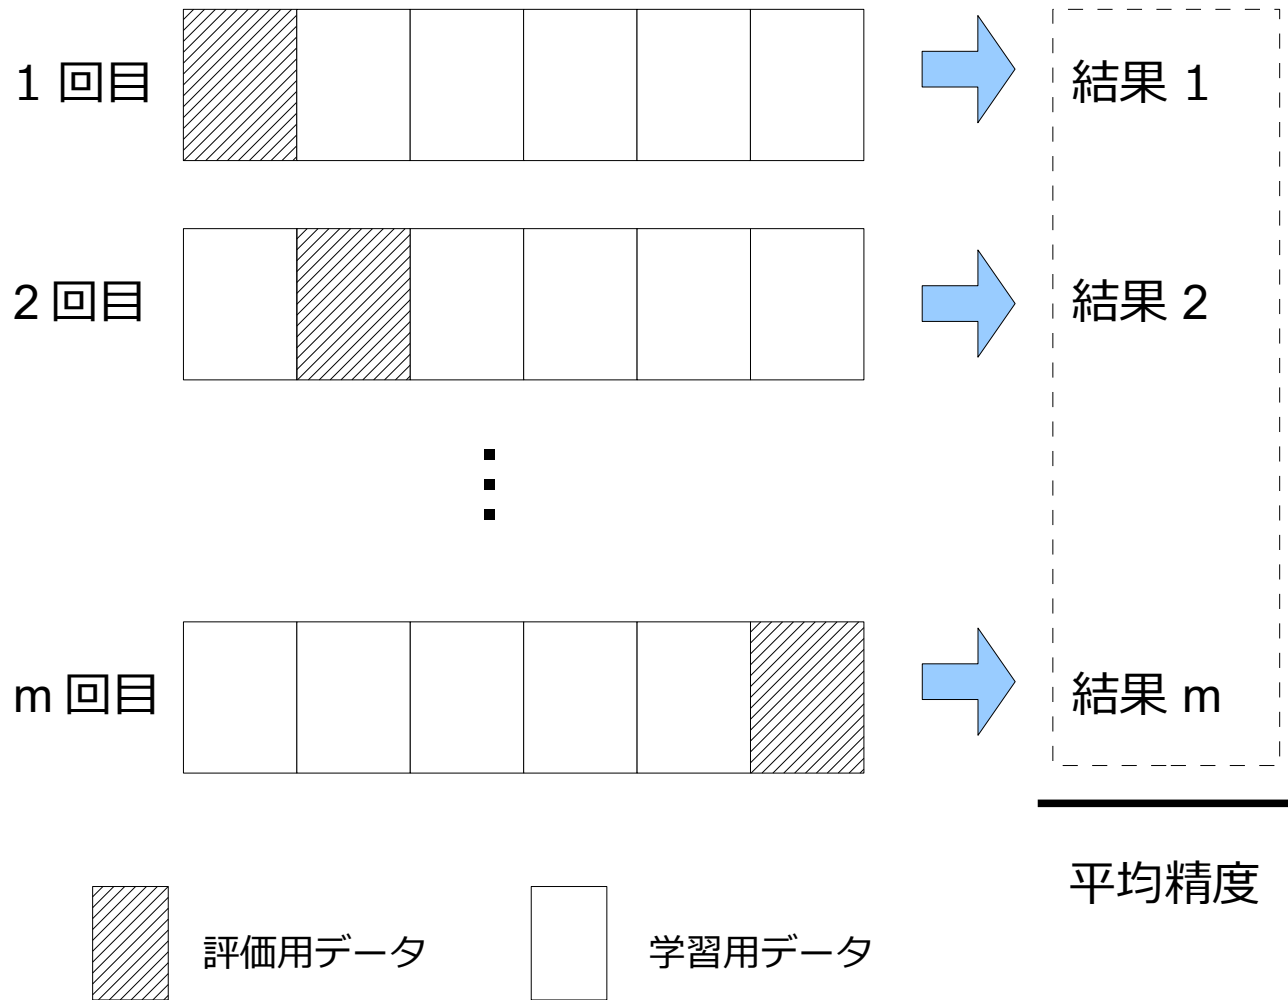 1 回目
結果 1
2 回目
結果 2
m 回目
結果 m
平均精度
評価用データ
学習用データ